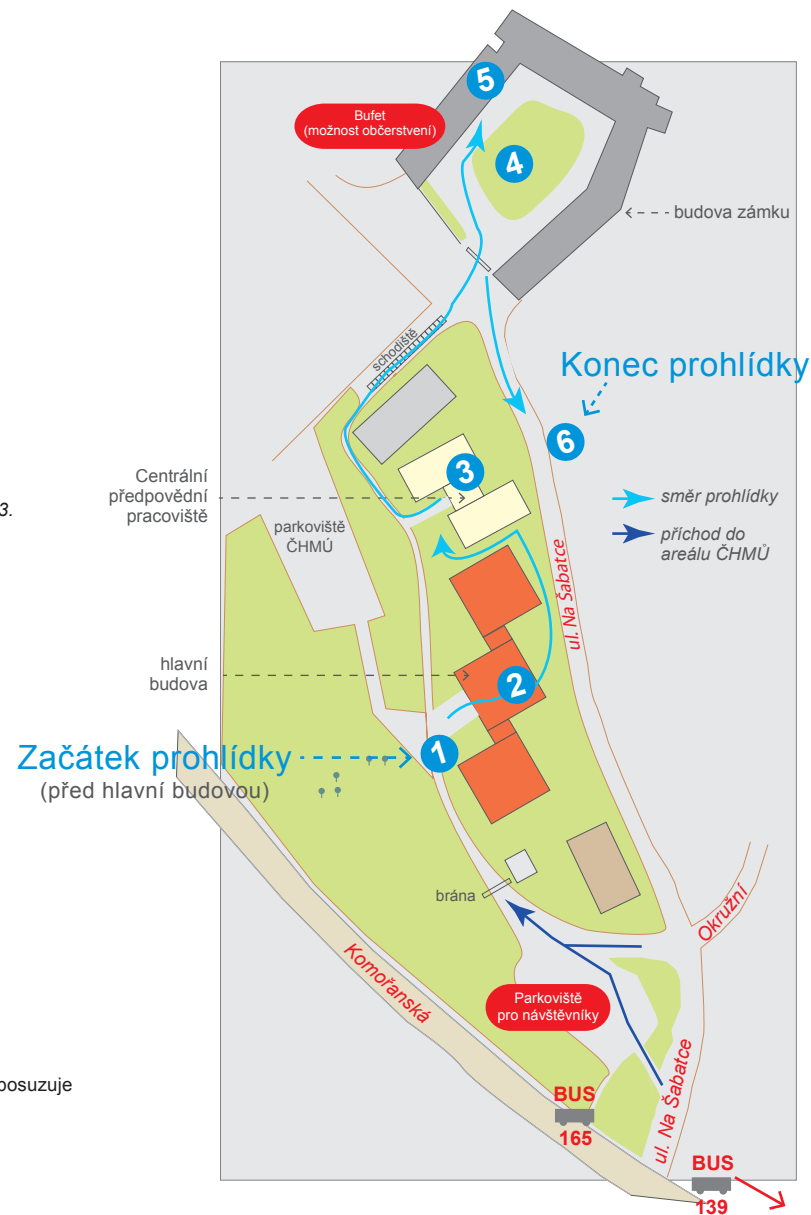 5
Bufet
(možnost občerstvení)
4
budova zámku
schodiště
Konec prohlídky
6
3
Centrální
předpovědní
pracoviště
směr prohlídky
3.
parkoviště
ČHMÚ
příchod do
areálu ČHMŮ
ul. Na Šabatce
hlavní
budova
2
Začátek prohlídky
(před hlavní budovou)
1
brána
Okružní
Komořanská
Parkoviště
pro návštěvníky
posuzuje
ul. Na Šabatce
BUS
165
BUS
139